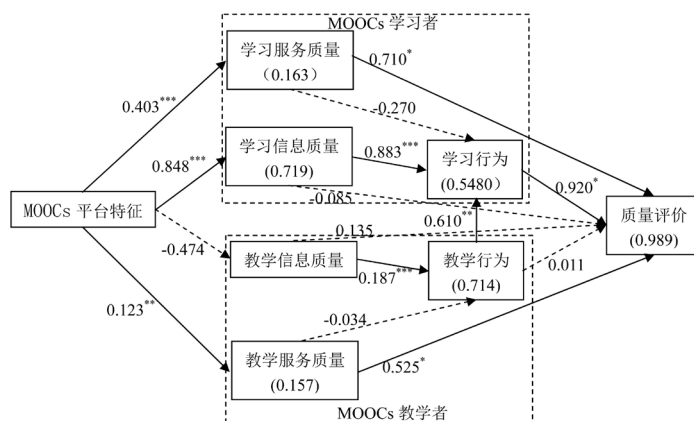 MOOCs 学习者
学习服务质量
（0.163）
0.710*
0.403***
-0.270
学习信息质量
(0.719)
0.883***
学习行为
(0.5480）
0.848***
0.920*
-0.085
MOOCs 平台特征
质量评价
(0.989)
0.610**
0.135
-0.474
教学信息质量
0.187***
教学行为
(0.714)
0.011
0.123**
-0.034
教学服务质量
(0.157)
0.525*
MOOCs 教学者